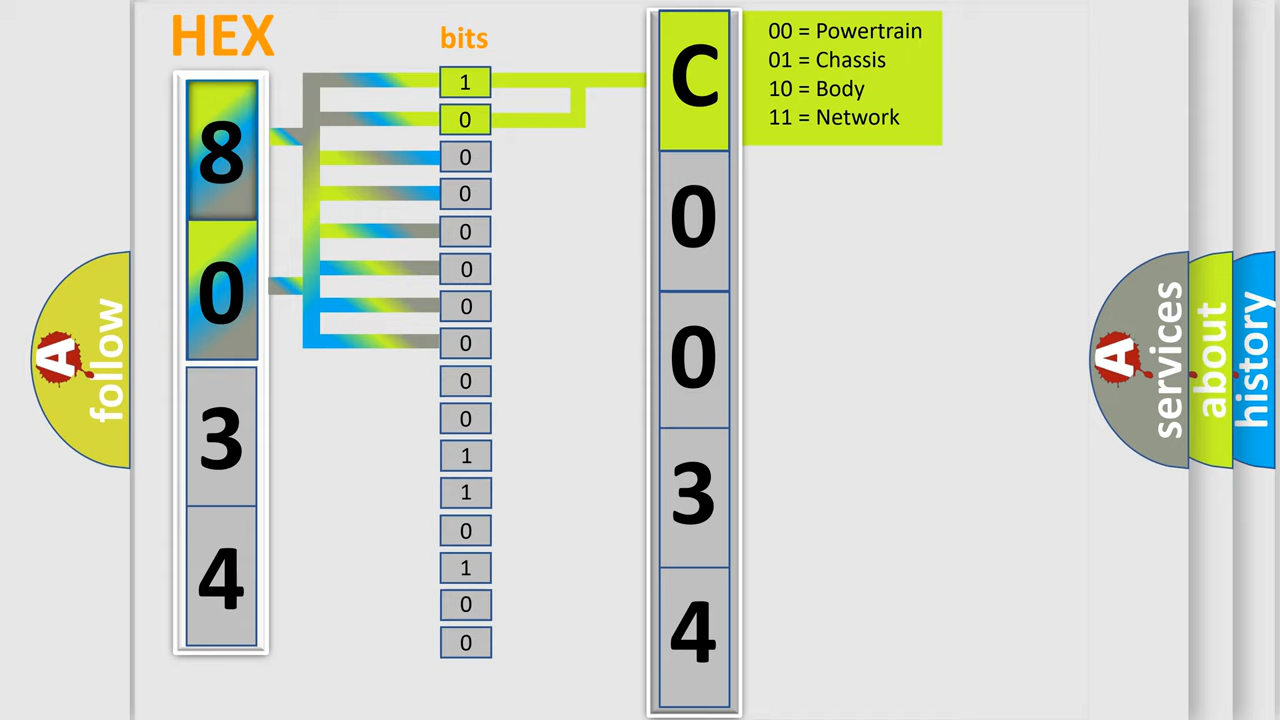 HEX
8
0
3
4
bits
1
0
0
0
0
0
0
0
0
0
1
1
0
1
0
0
C
0
0
3
4
00 = Powertrain
01 = Chassis
10 = Body
11 = Network
A
follow
A
services
about
history